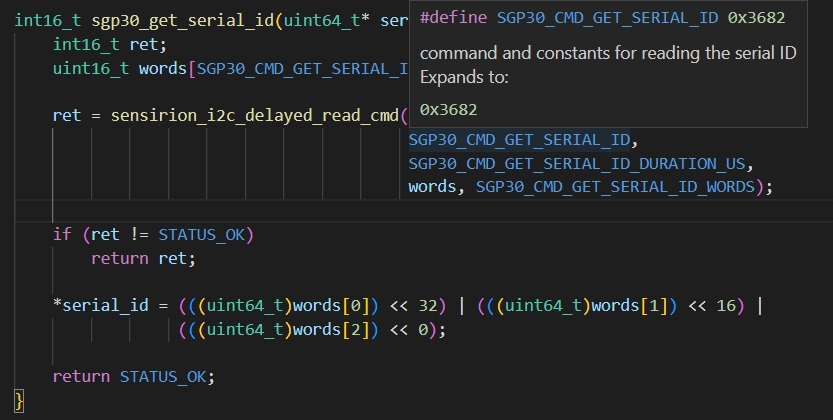 int16_t sgp30_get_serial_id(uint64_t* ser
#define SGP30_CMD_GET_SERIAL_ID 0x3682
command and constants for reading the serial ID
Expands to:
0x3682
int16_t ret;
uint16_t words[SGP30_CMD_GET_SERIAL_I
ret = sensirion_i2c_delayed_read_cmd(
SGP30_CMD_GET_SERIAL_ID,
SGP30_CMD_GET_SERIAL_ID_DURATION_US,
words, SGP30_CMD_GET_SERIAL_ID_WORDS);
if (ret != STATUS_OK)
return ret;
*serial_id = (((uint64_t)words[0]) << 32) | (((uint64_t)words[1]) << 16) |
(((uint64_t)words[2]) << 0);
return STATUS_OK;
}